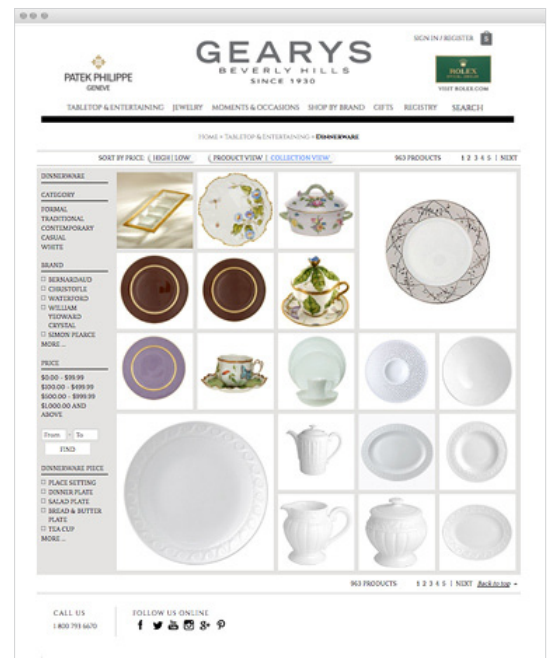 SIGN IN / REGISTER 5
PATEK PHILIPPE
GENEVE
GEARYS
BEVERLY HILLS
SINCE 1930
ROLEX
VISIT ROLEX.COM
TABLETOP & ENTERTAINING JEWELRY MOMENTS & OCCASIONS SHOP BY BRAND GIFTS REGISTRY SEARCH
HOME » TABLETOP & ENTERTAINING » DINNERWARE
SORT BY PRICE: ( HIGH | LOW ( PRODUCT VIEW | COLLECTION VIEW 963 PRODUCTS 1 2 3 4 5 | NEXT
DINNERWARE
CATEGORY
FORMAL
TRADITIONAL
CONTEMPORARY
CASUAL
WHITE
BRAND
BERNARDAUD
CHRISTOFLE
WATERFORD
WILLIAM
YEOWARD
CRYSTAL
SIMON PEARCE
MORE ...
PRICE
$0.00 - $99.99
$100.00 - $499.99
$500.00 - $999.99
$1,000.00 AND
ABOVE
From - To
FIND
DINNERWARE PIECE
PLACE SETTING
DINNER PLATE
SALAD PLATE
BREAD & BUTTER
PLATE
TEA CUP
MORE ...
963 PRODUCTS 1 2 3 4 5 | NEXT Back to top
CALL US
1 800 793 6670
FOLLOW US ONLINE